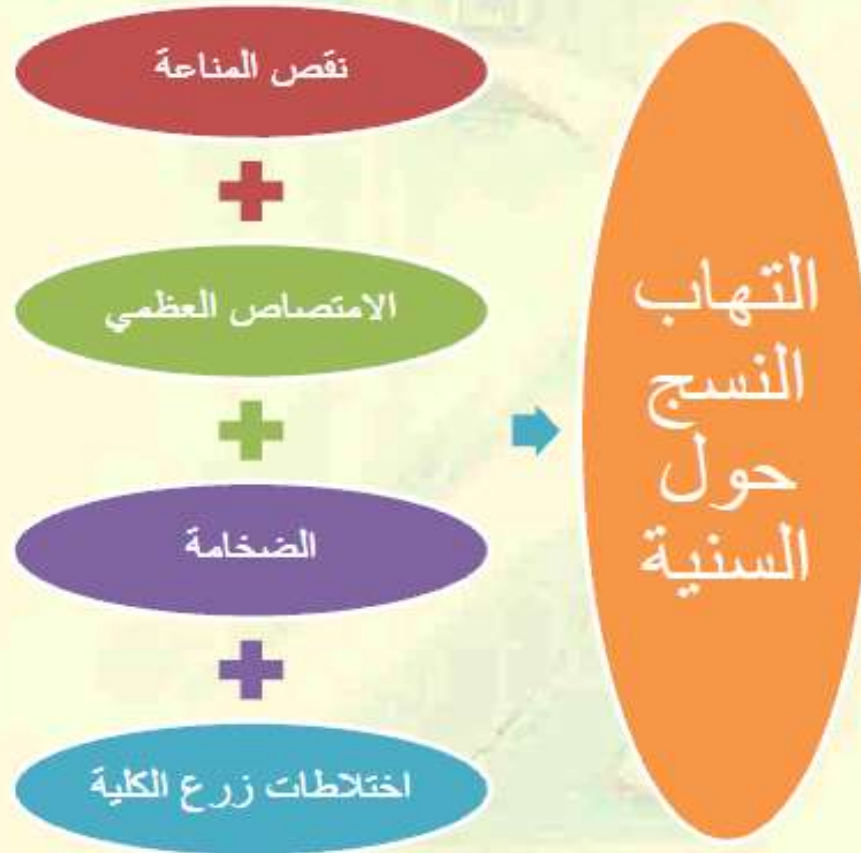 نقص المناعة
الامتصاص العظمي
الضخامة
اختلاطات زرع الكلية
التهاب
النسج
حول
السنية